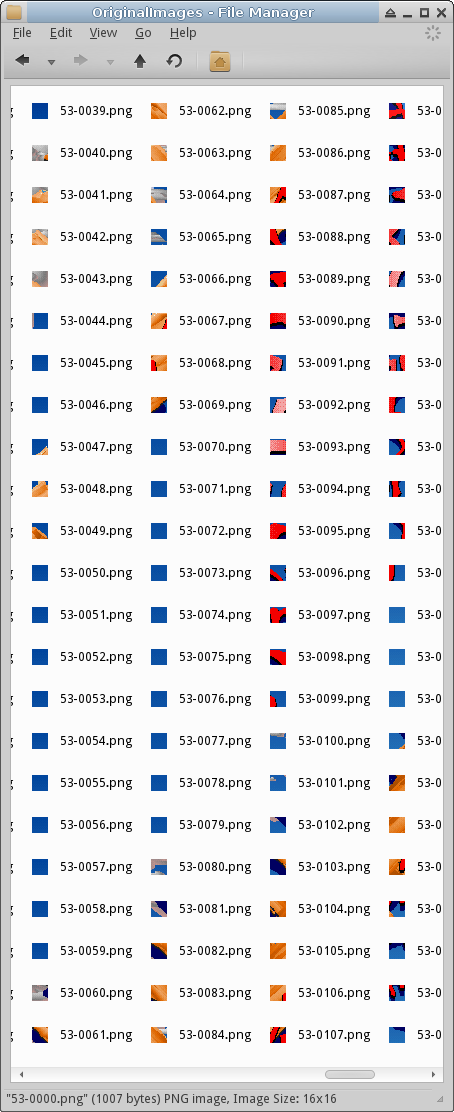 OriginalImages - File Manager
File Edit View Go Help
53-0039.png 53-0062.png 53-0085.png 53-0
53-0040.png 53-0063.png 53-0086.png 53-0
53-0041.png 53-0064.png 53-0087.png 53-0
53-0042.png 53-0065.png 53-0088.png 53-0
53-0043.png 53-0066.png 53-0089.png 53-0
53-0044.png 53-0067.png 53-0090.png 53-0
53-0045.png 53-0068.png 53-0091.png 53-0
53-0046.png 53-0069.png 53-0092.png 53-0
53-0047.png 53-0070.png 53-0093.png 53-0
53-0048.png 53-0071.png 53-0094.png 53-0
53-0049.png 53-0072.png 53-0095.png 53-0
53-0050.png 53-0073.png 53-0096.png 53-0
53-0051.png 53-0074.png 53-0097.png 53-0
53-0052.png 53-0075.png 53-0098.png 53-0
53-0053.png 53-0076.png 53-0099.png 53-0
53-0054.png 53-0077.png 53-0100.png 53-0
53-0055.png 53-0078.png 53-0101.png 53-0
53-0056.png 53-0079.png 53-0102.png 53-0
53-0057.png 53-0080.png 53-0103.png 53-0
53-0058.png 53-0081.png 53-0104.png 53-0
53-0059.png 53-0082.png 53-0105.png 53-0
53-0060.png 53-0083.png 53-0106.png 53-0
53-0061.png 53-0084.png 53-0107.png 53-0
"53-0000.png" (1007 bytes) PNG image, Image Size: 16x16